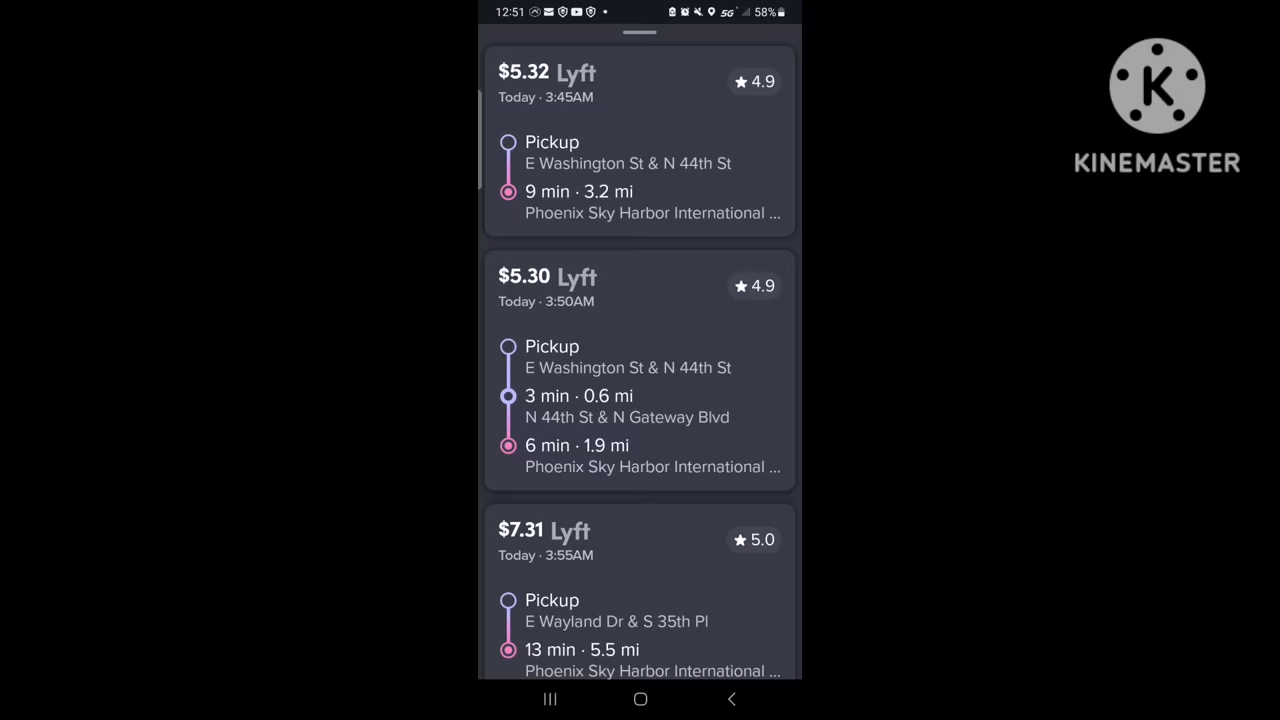 12:51 5G 58%
$5.32 Lyft
4.9
Today · 3:45AM
Pickup
E Washington St & N 44th St
9 min · 3.2 mi
Phoenix Sky Harbor International ...
$5.30 Lyft
4.9
Today · 3:50AM
Pickup
E Washington St & N 44th St
3 min · 0.6 mi
N 44th St & N Gateway Blvd
6 min · 1.9 mi
Phoenix Sky Harbor International ...
$7.31 Lyft
5.0
Today · 3:55AM
Pickup
E Wayland Dr & S 35th Pl
13 min · 5.5 mi
Phoenix Sky Harbor International ...
K
KINEMASTER